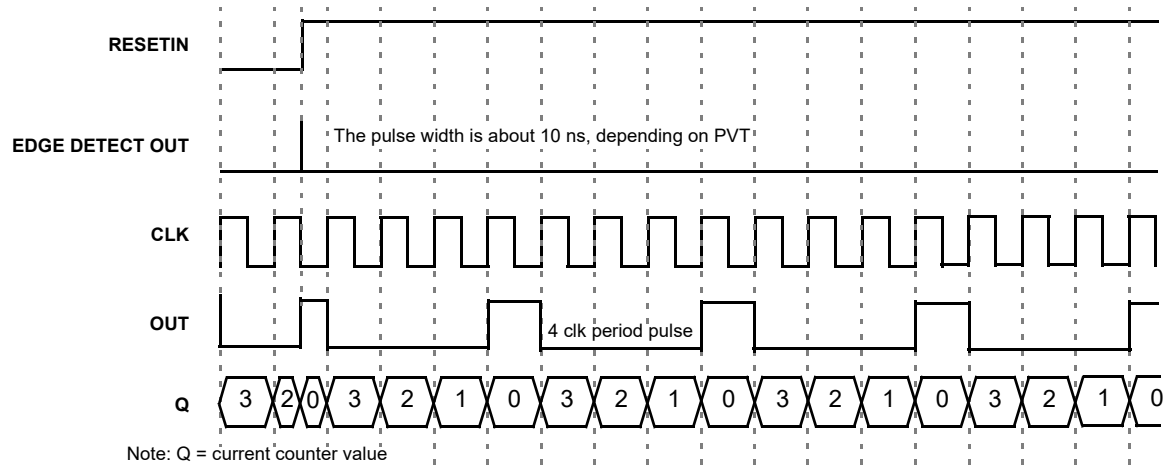 RESETIN
EDGE DETECT OUT
The pulse width is about 10 ns, depending on PVT
CLK
OUT
4 clk period pulse
Q
3 2 0 3 2 1 0 3 2 1 0 3 2 1 0 3 2 1 0
Note: Q = current counter value